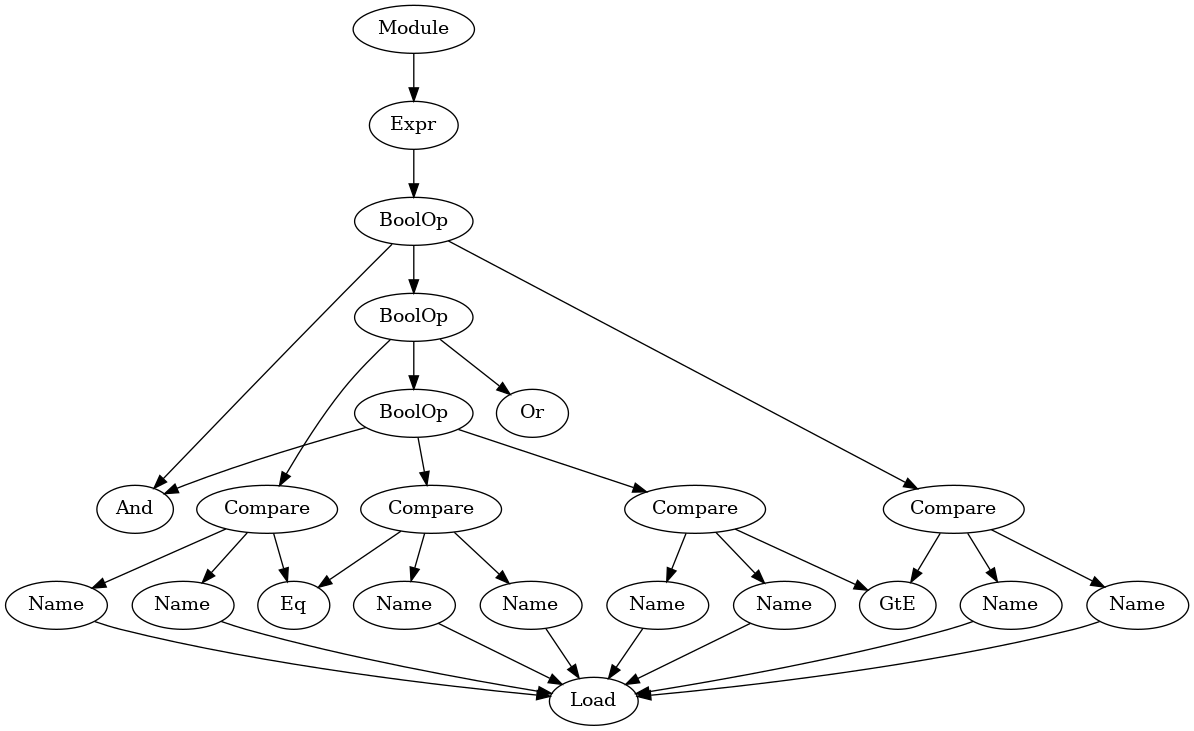 Module
Expr
BoolOp
BoolOp
BoolOp
Or
And
Compare
Compare
Compare
Compare
Name
Name
Eq
Name
Name
Name
Name
GtE
Name
Name
Load